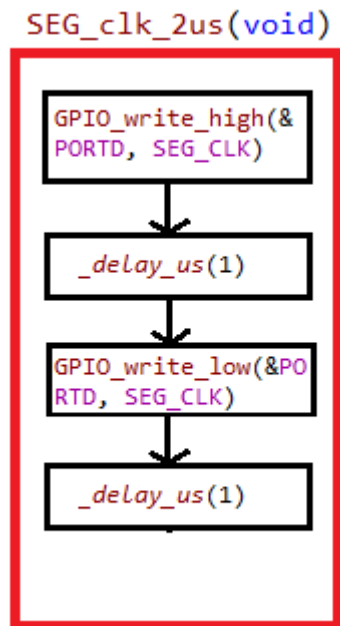 SEG_clk_2us(void)
GPIO_write_high(&
PORTD, SEG_CLK)
_delay_us(1)
GPIO_write_low(&PO
RTD, SEG_CLK)
_delay_us(1)